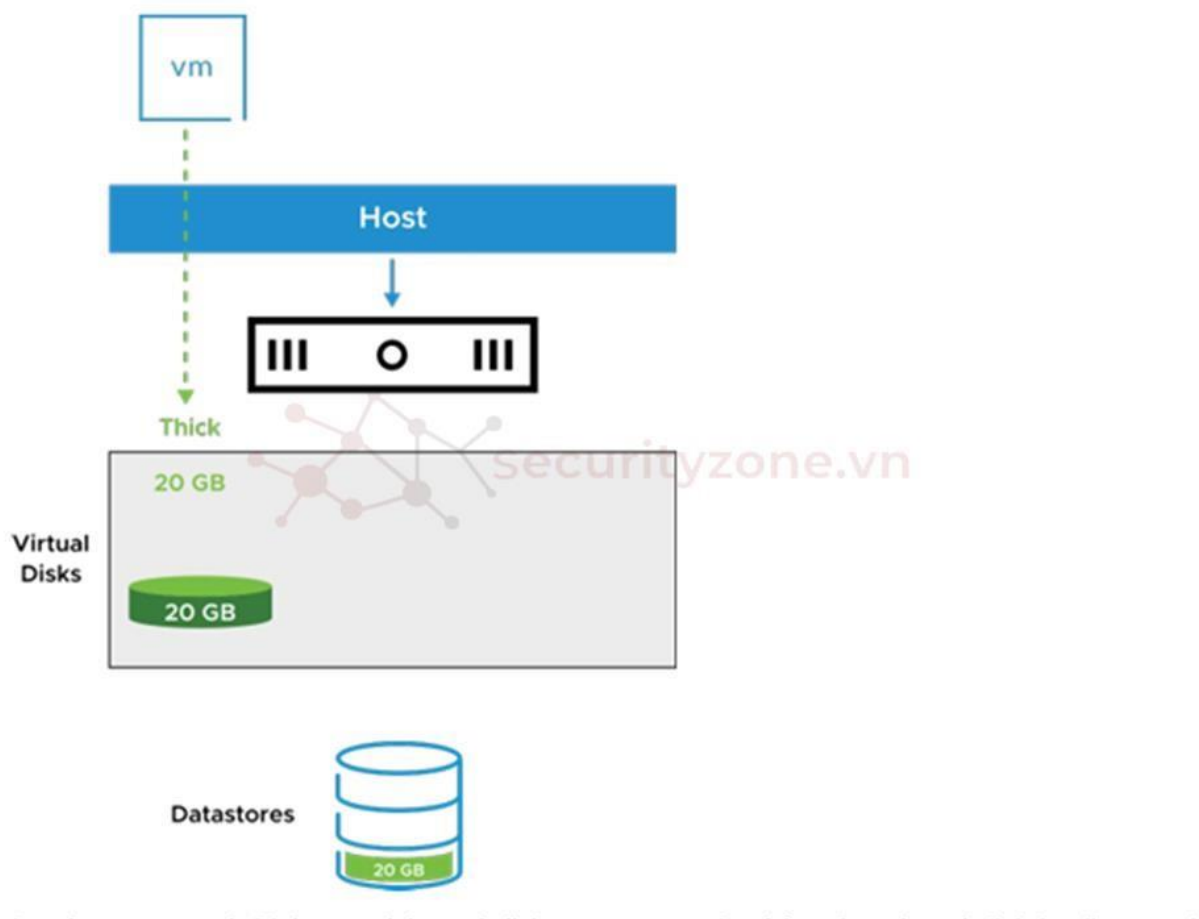 vm
Host
Thick
securityzone.vn
20 GB
Virtual
Disks
20 GB
Datastores
20 GB